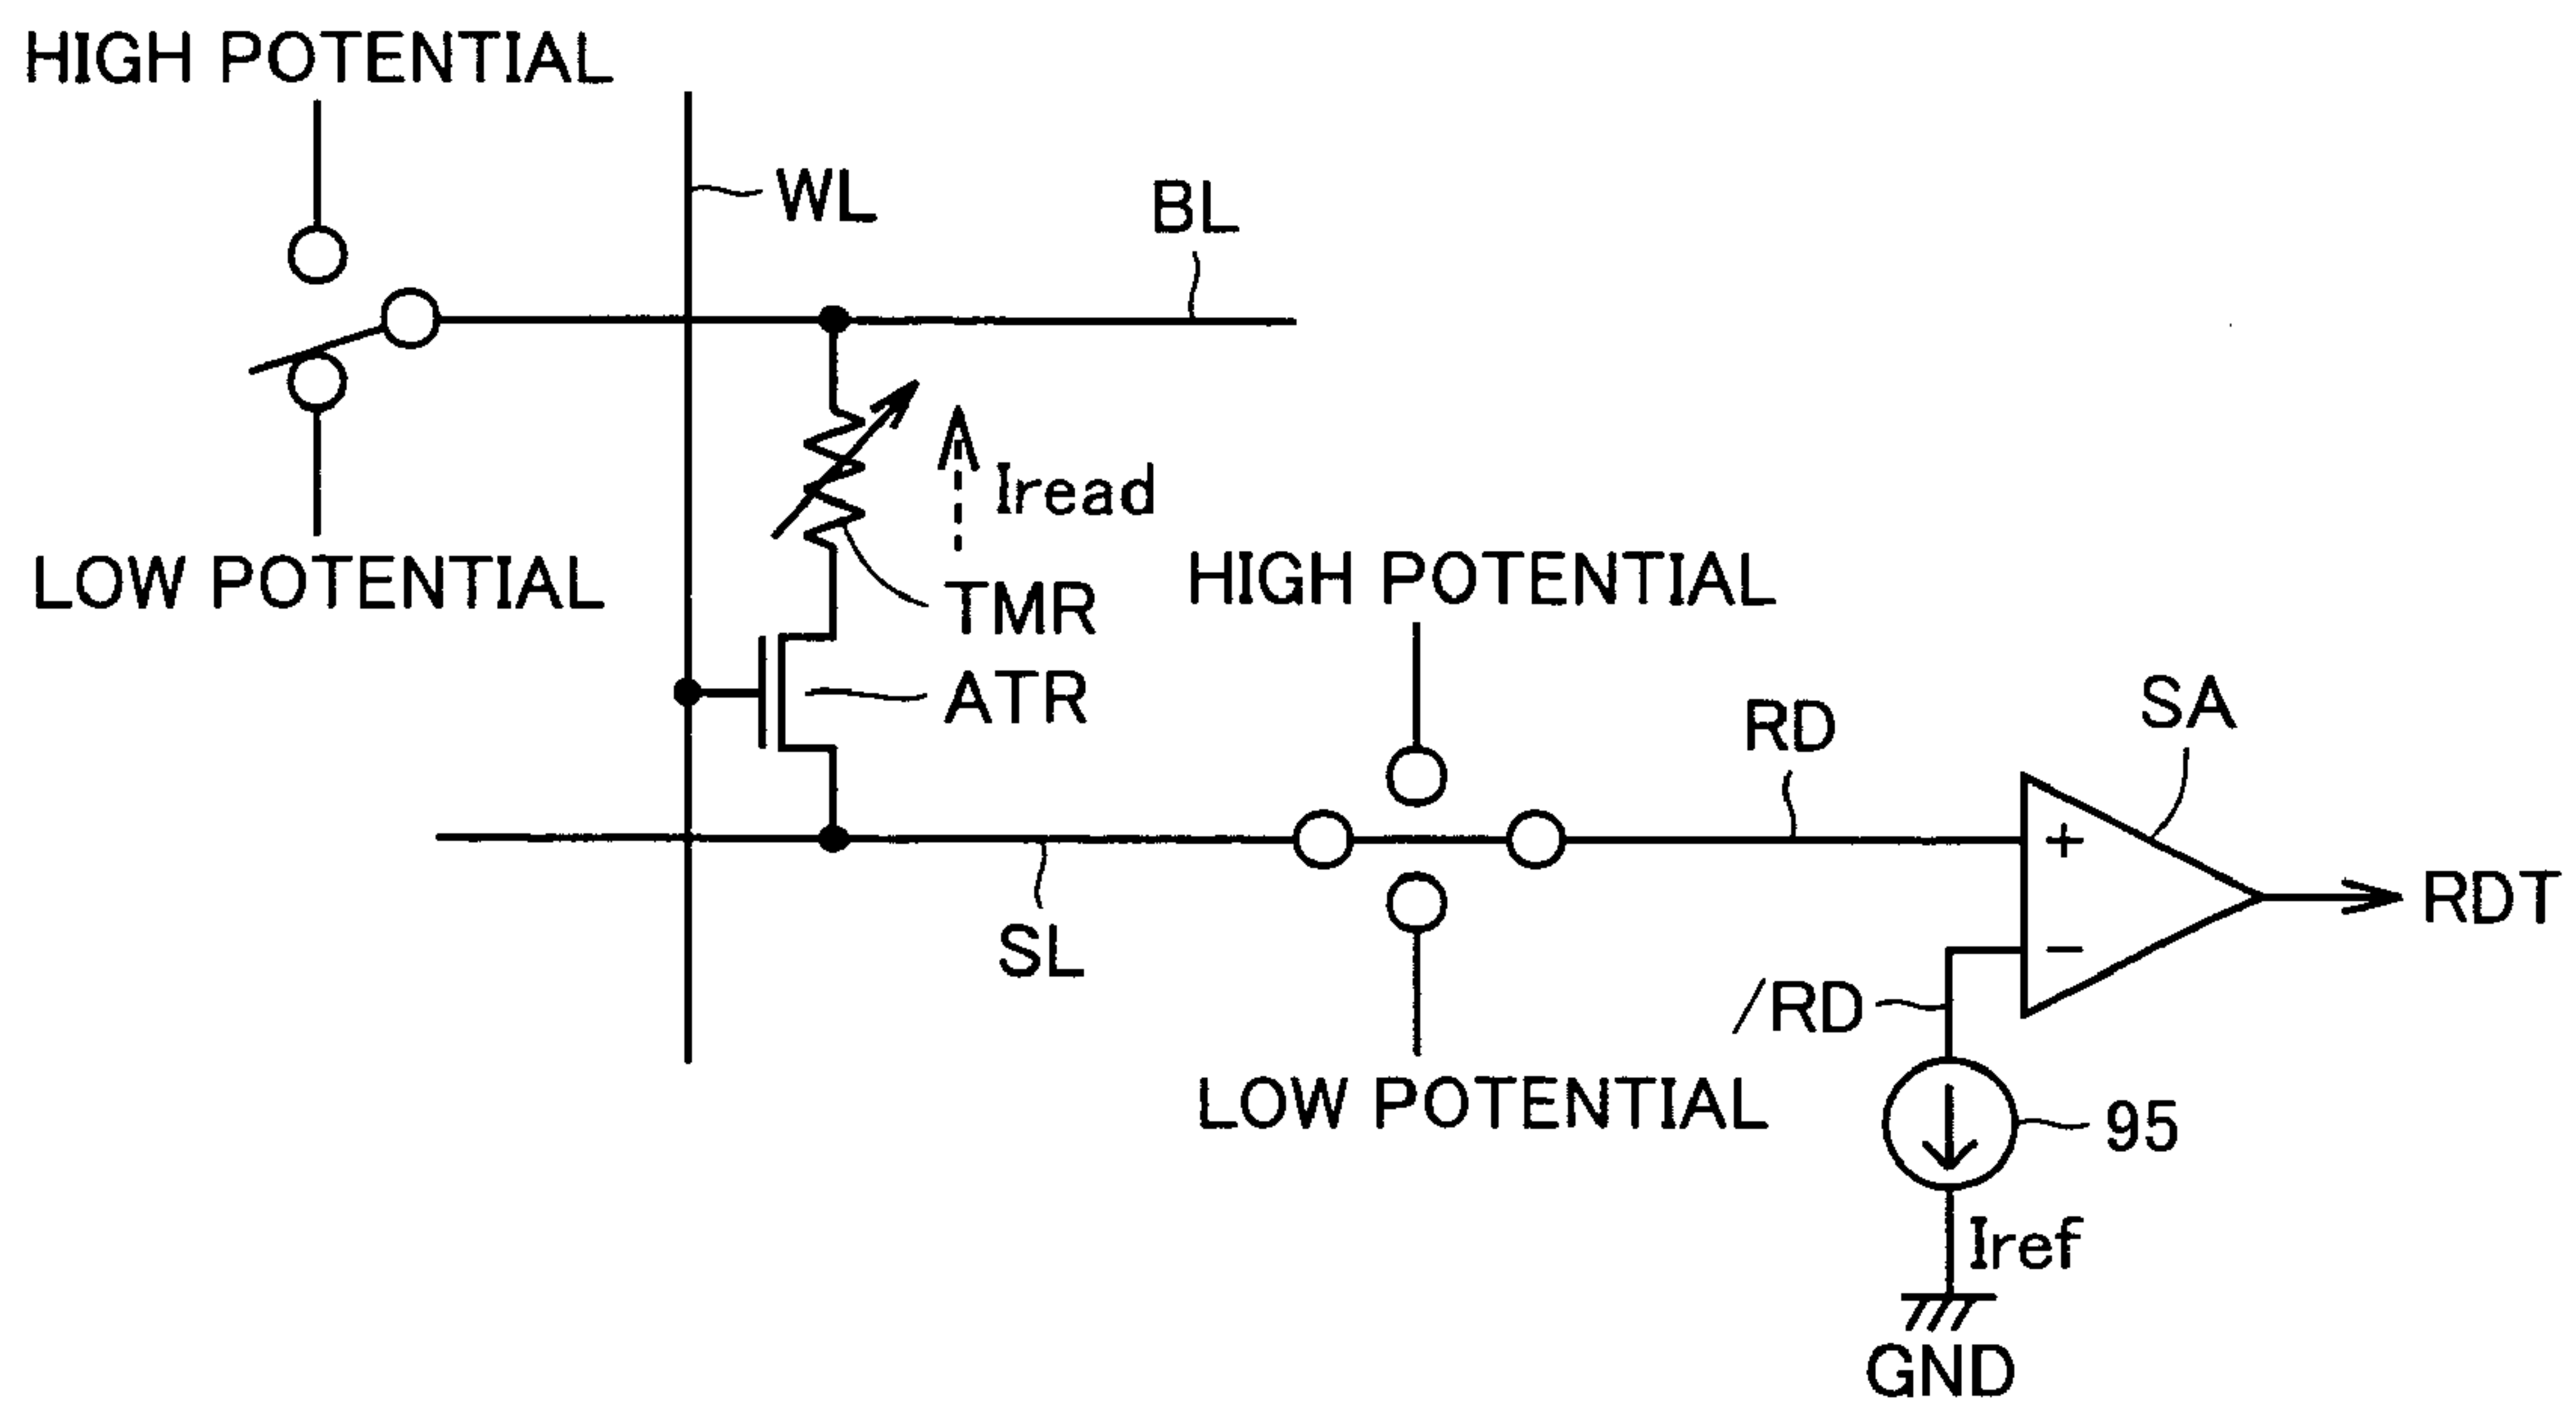 HIGH POTENTIAL
WL
BL
Iread
LOW POTENTIAL
TMR
HIGH POTENTIAL
ATR
RD
SA
+
RDT
SL
−
/RD
LOW POTENTIAL
95
Iref
GND